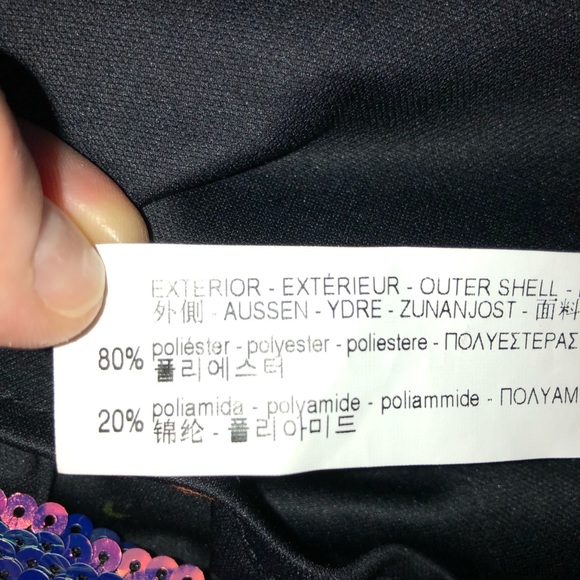 EXTERIOR - EXTÉRIEUR - OUTER SHELL -
外側 - AUSSEN - YDRE - ZUNANJOST - 面料
80% poliéster - polyester - poliestere - ΠΟΛΥΕΣΤΕΡΑΣ
폴리에스터
20% poliamida - polyamide - poliammide - ΠΟΛΥΑΜ
锦纶 - 폴리아미드